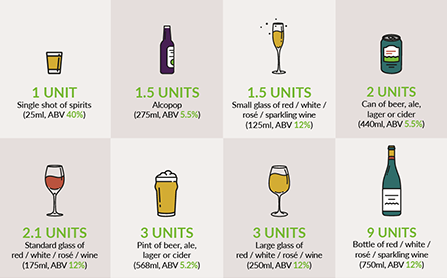 1 UNIT
Single shot of spirits
(25ml, ABV 40%)
1.5 UNITS
Alcopop
(275ml, ABV 5.5%)
1.5 UNITS
Small glass of red / white /
rosé / sparkling wine
(125ml, ABV 12%)
2 UNITS
Can of beer, ale,
lager or cider
(440ml, ABV 5.5%)
2.1 UNITS
Standard glass of
red / white / rosé / wine
(175ml, ABV 12%)
3 UNITS
Pint of beer, ale,
lager or cider
(568ml, ABV 5.2%)
3 UNITS
Large glass of
red / white / rosé / wine
(250ml, ABV 12%)
9 UNITS
Bottle of red / white /
rosé / sparkling wine
(750ml, ABV 12%)